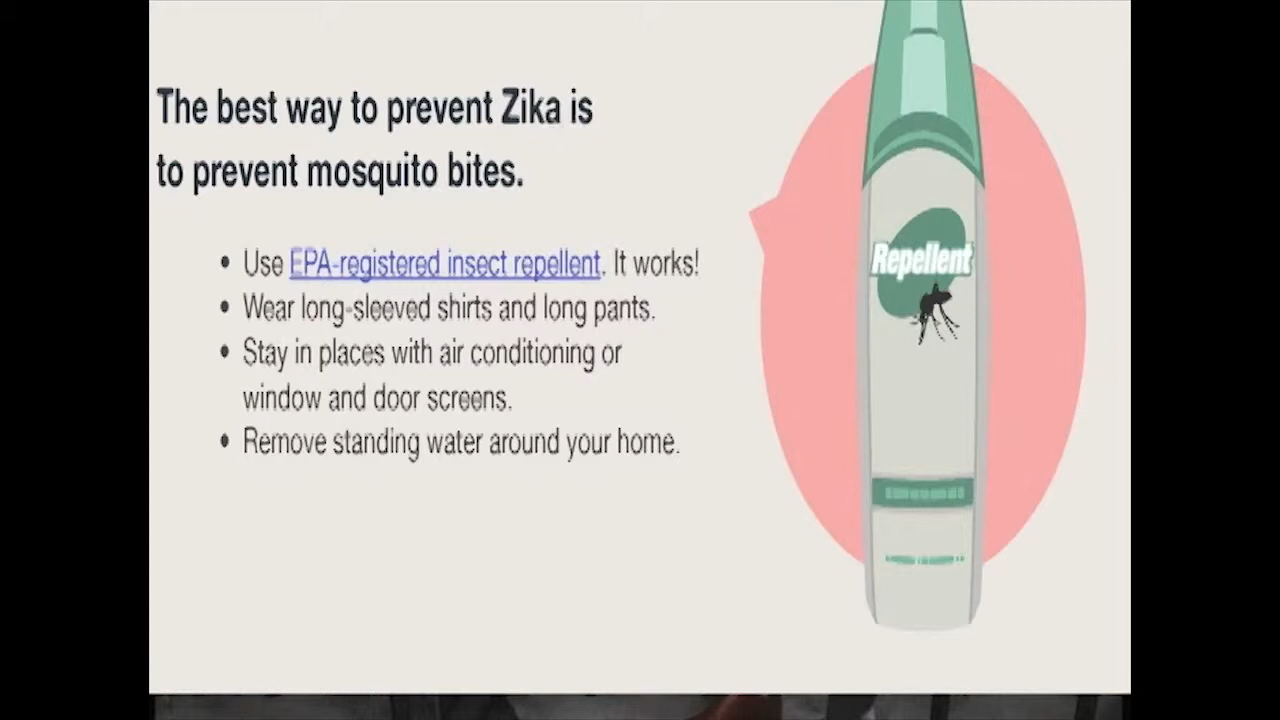 The best way to prevent Zika is
to prevent mosquito bites.
• Use EPA-registered insect repellent. It works!
• Wear long-sleeved shirts and long pants.
• Stay in places with air conditioning or
window and door screens.
• Remove standing water around your home.
Repellent